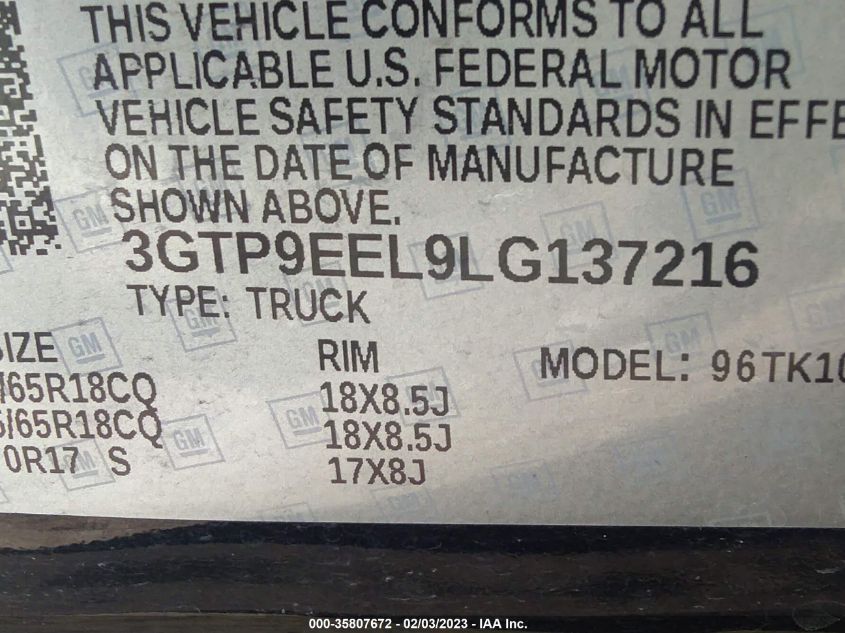 THIS VEHICLE CONFORMS TO ALL
APPLICABLE U.S. FEDERAL MOTOR
VEHICLE SAFETY STANDARDS IN EFFE
ON THE DATE OF MANUFACTURE
SHOWN ABOVE.
3GTP9EEL9LG137216
TYPE: TRUCK
SIZE RIM MODEL: 96TK10
/65R18CQ 18X8.5J
5/65R18CQ 18X8.5J
0R17 S 17X8J
000-35807672 - 02/03/2023 - IAA Inc.